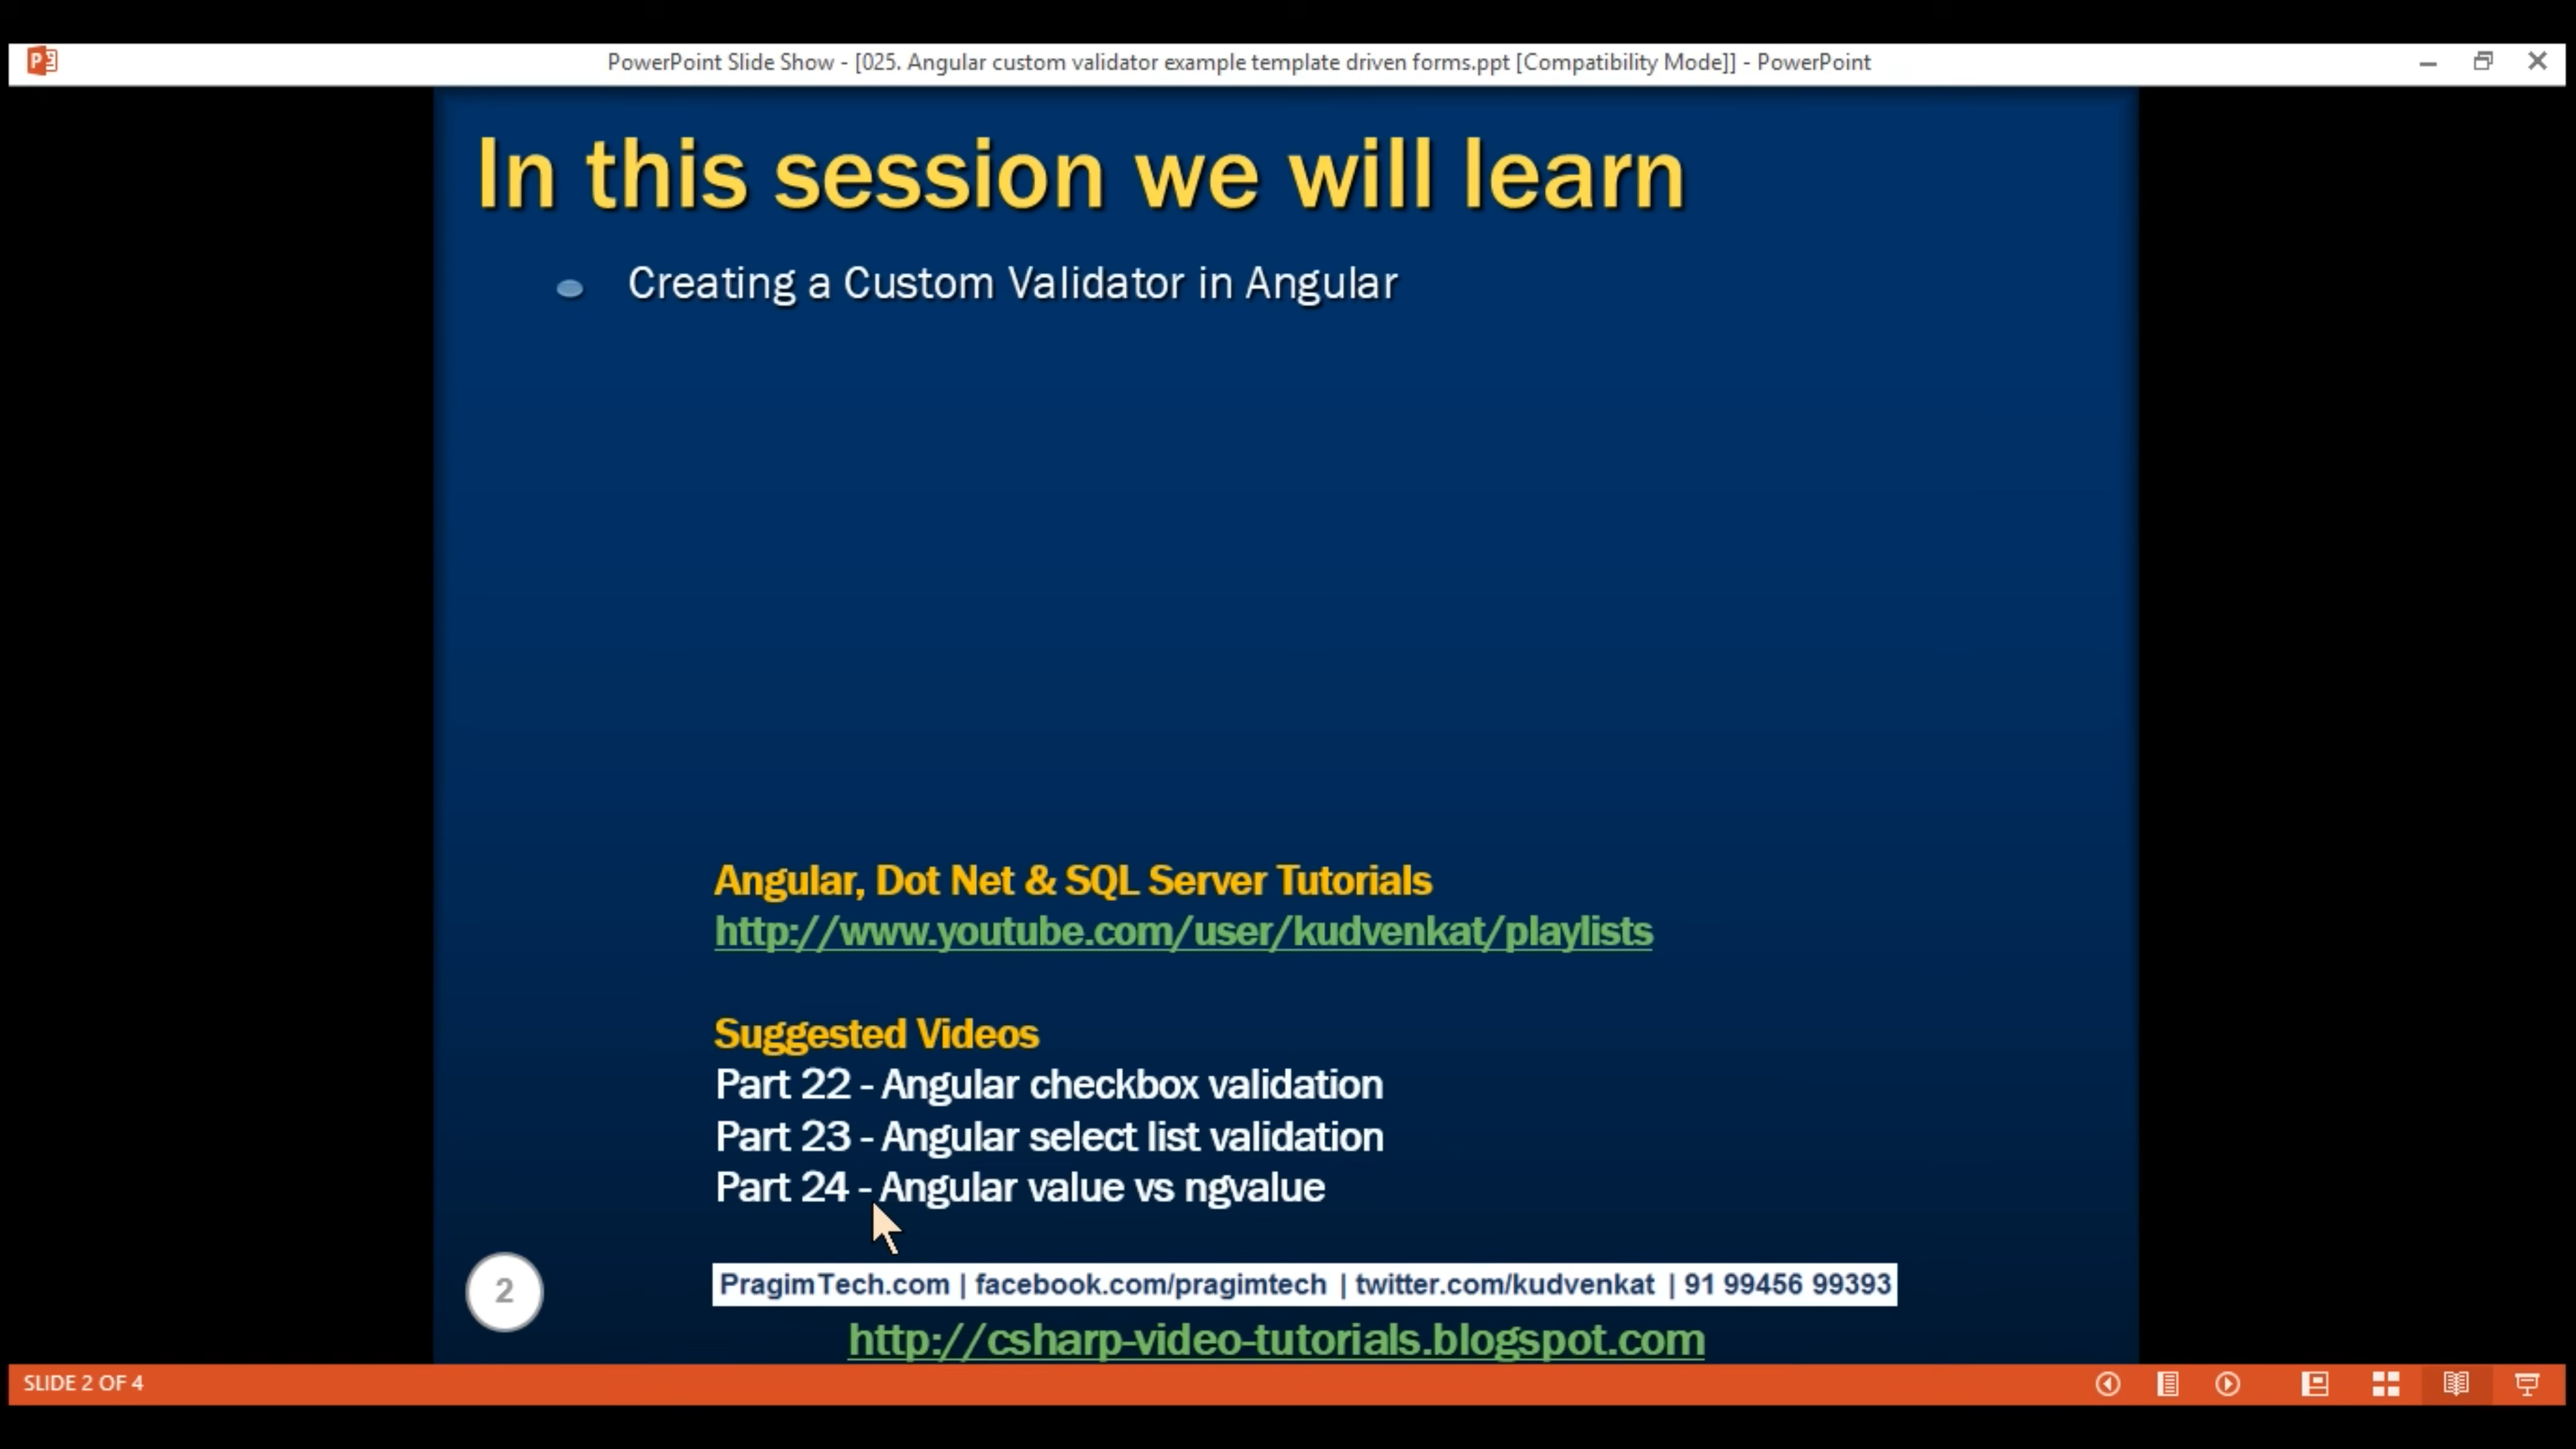 PowerPoint Slide Show - [025. Angular custom validator example template driven forms.ppt [Compatibility Mode]] - PowerPoint
In this session we will learn
Creating a Custom Validator in Angular
Angular, Dot Net & SQL Server Tutorials
http://www.youtube.com/user/kudvenkat/playlists
Suggested Videos
Part 22 - Angular checkbox validation
Part 23 - Angular select list validation
Part 24 - Angular value vs ngvalue
2
PragimTech.com | facebook.com/pragimtech | twitter.com/kudvenkat | 91 99456 99393
http://csharp-video-tutorials.blogspot.com
SLIDE 2 OF 4